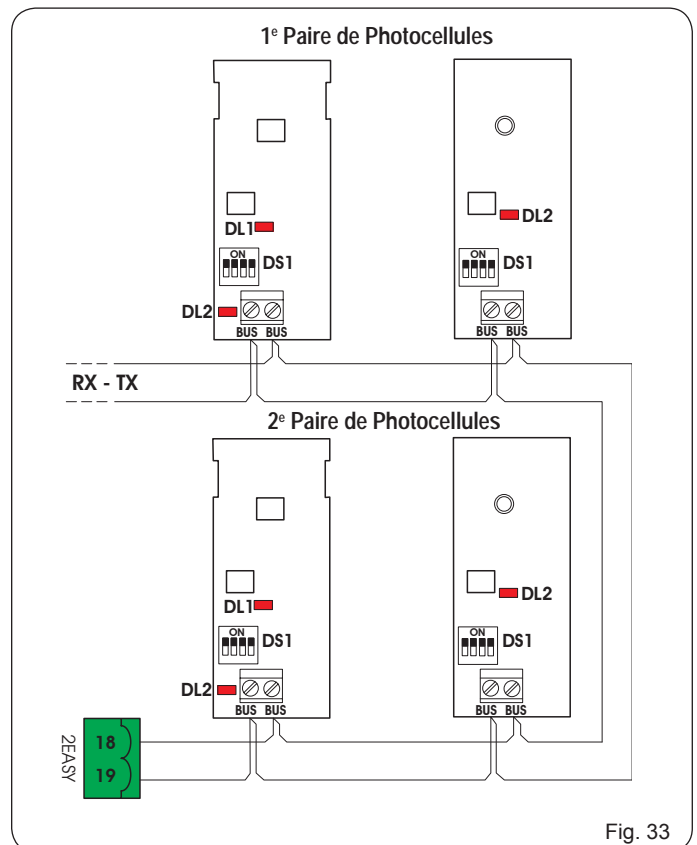 1e Paire de Photocellules
DL1
DL2
ON
DS1
ON
DS1
DL2
BUS BUS
BUS BUS
RX - TX
2e Paire de Photocellules
DL1
DL2
ON
DS1
ON
DS1
DL2
BUS BUS
BUS BUS
2EASY
18
19
Fig. 33